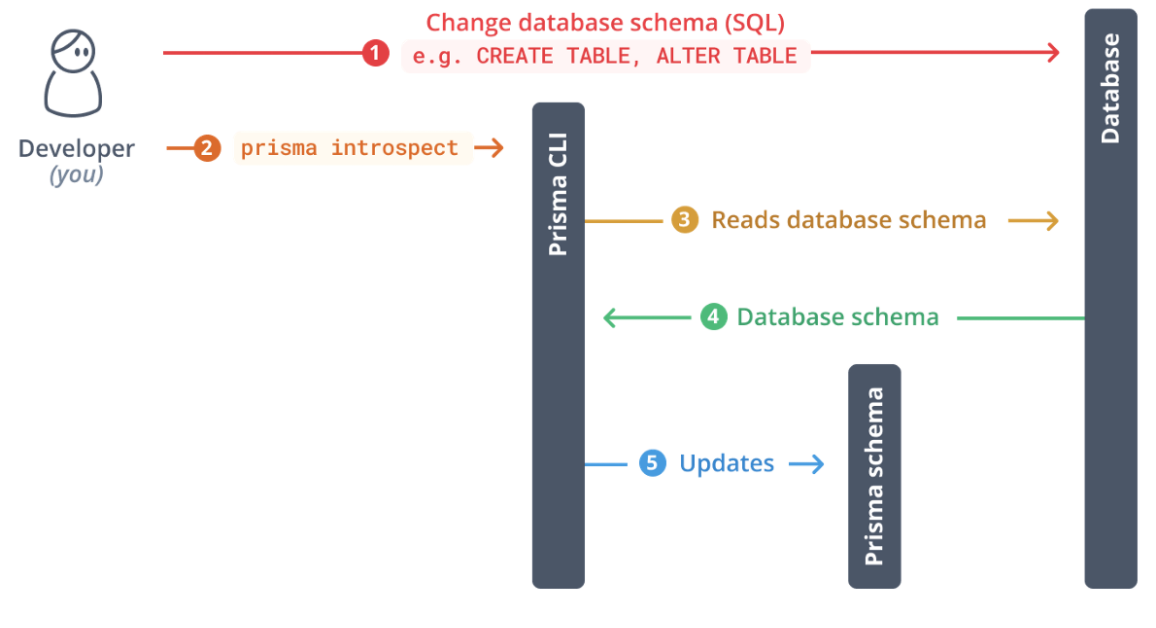 Change database schema (SQL)
1 e.g. CREATE TABLE, ALTER TABLE
Database
Developer
(you)
2 prisma introspect
Prisma CLI
3 Reads database schema
4 Database schema
5 Updates
Prisma schema